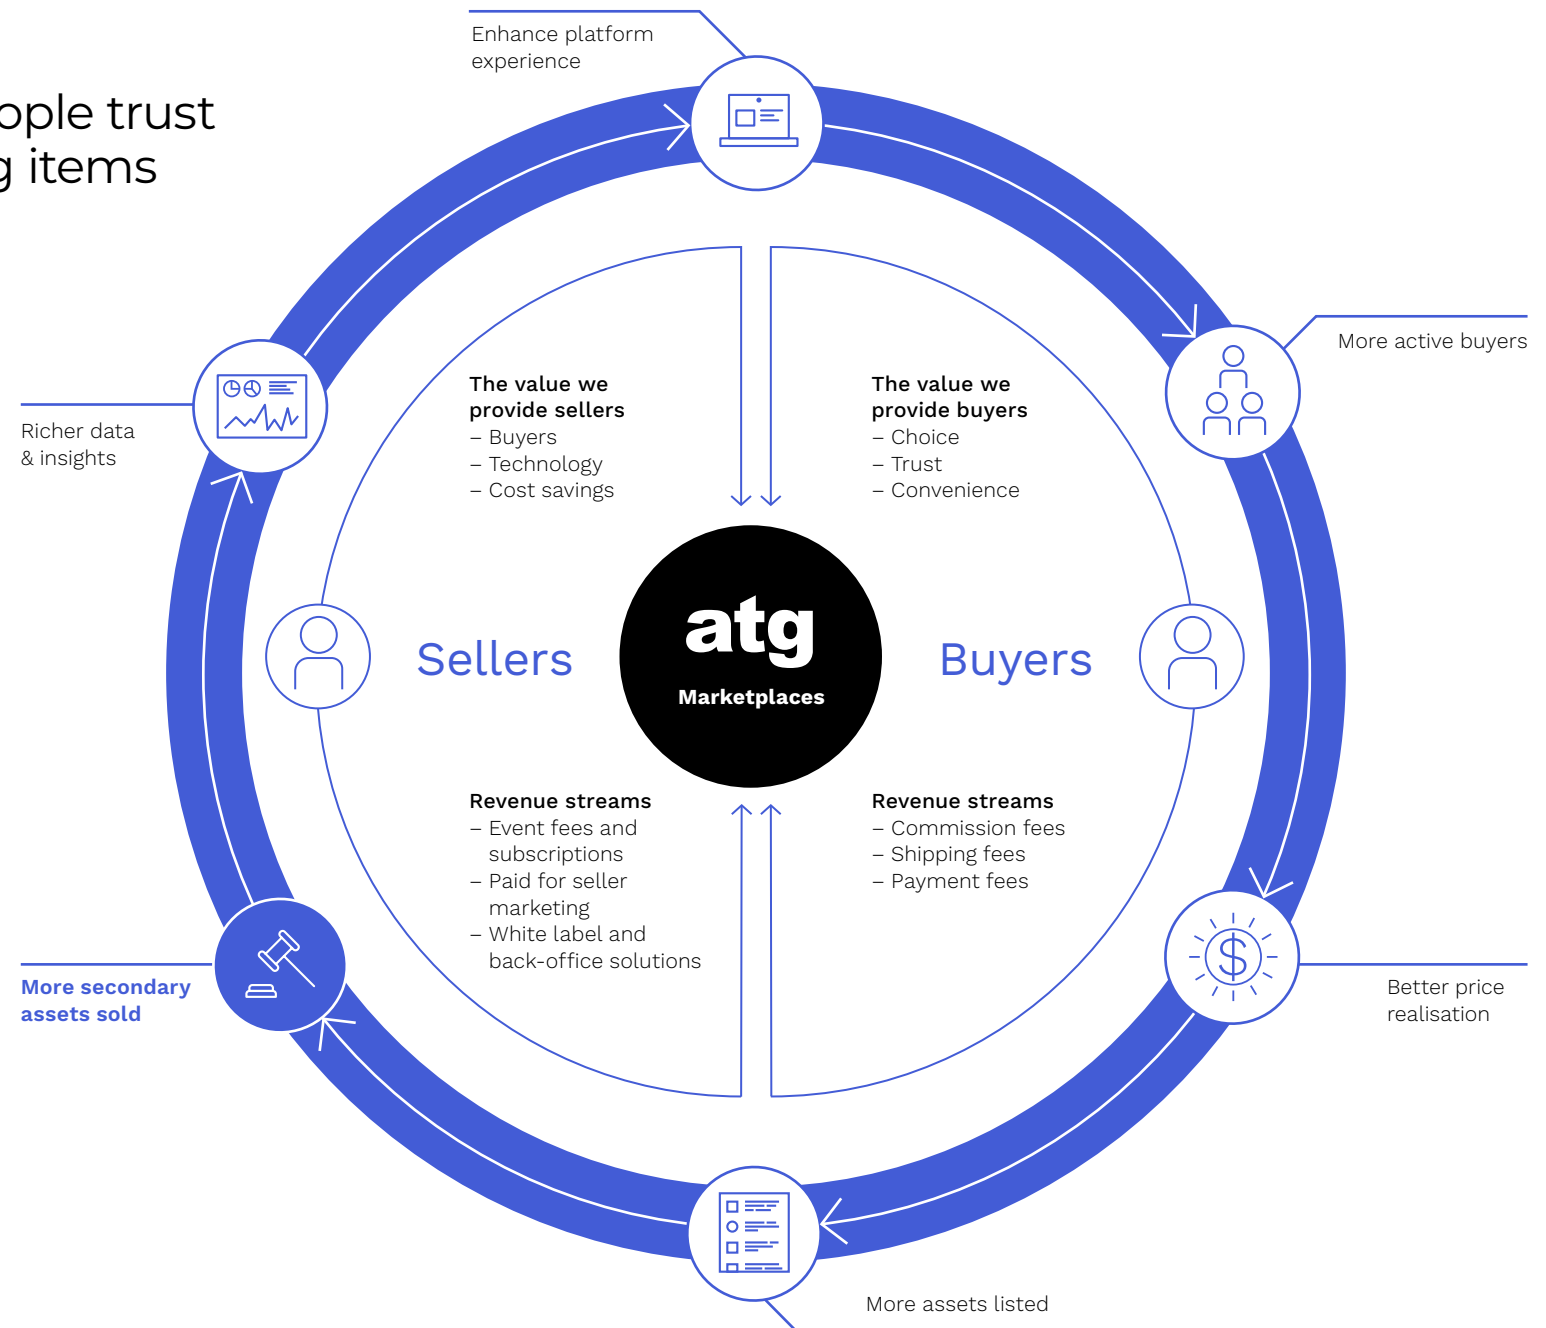 Enhance platform
experience
ople trust
g items
More active buyers
Richer data
& insights
The value we
provide sellers
– Buyers
– Technology
– Cost savings
The value we
provide buyers
– Choice
– Trust
– Convenience
Sellers
atg
Marketplaces
Buyers
Revenue streams
– Event fees and
subscriptions
– Paid for seller
marketing
– White label and
back-office solutions
Revenue streams
– Commission fees
– Shipping fees
– Payment fees
$
More secondary
assets sold
Better price
realisation
More assets listed